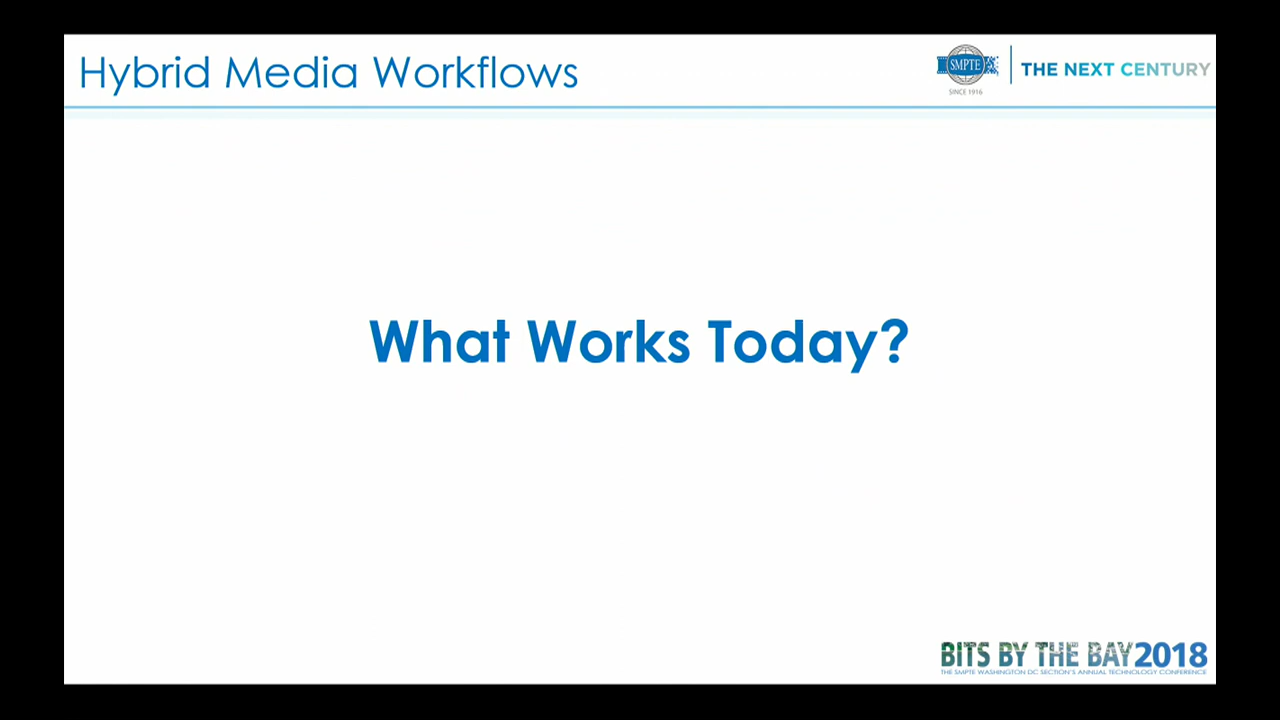 Hybrid Media Workflows
SMPTE
SINCE 1916
THE NEXT CENTURY
What Works Today?
BITS BY THE BAY 2018
THE SMPTE WASHINGTON DC SECTION'S ANNUAL TECHNOLOGY CONFERENCE